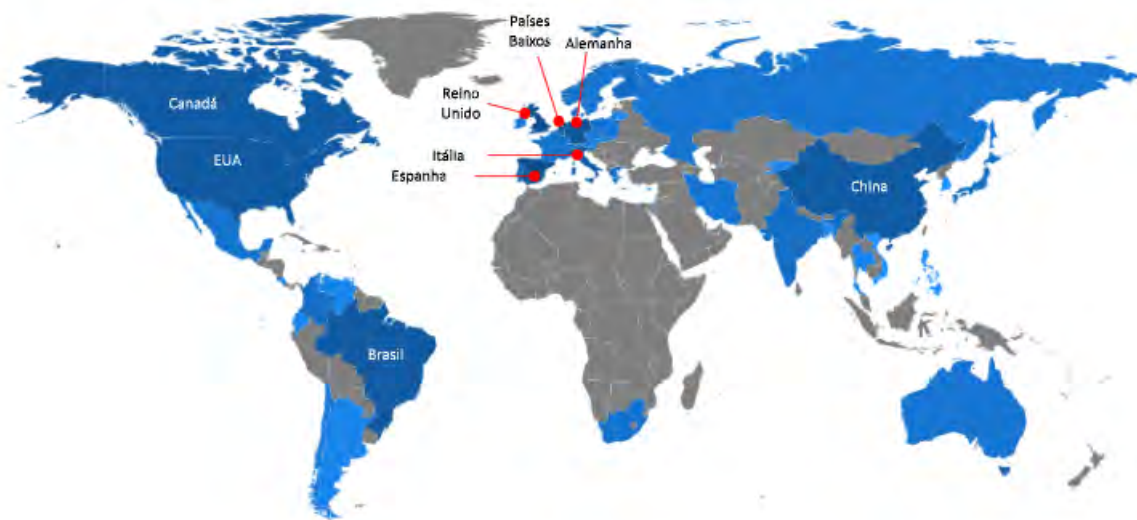 Países
Baixos
Alemanha
Reino
Unido
Canadá
EUA
Itália
Espanha
China
Brasil